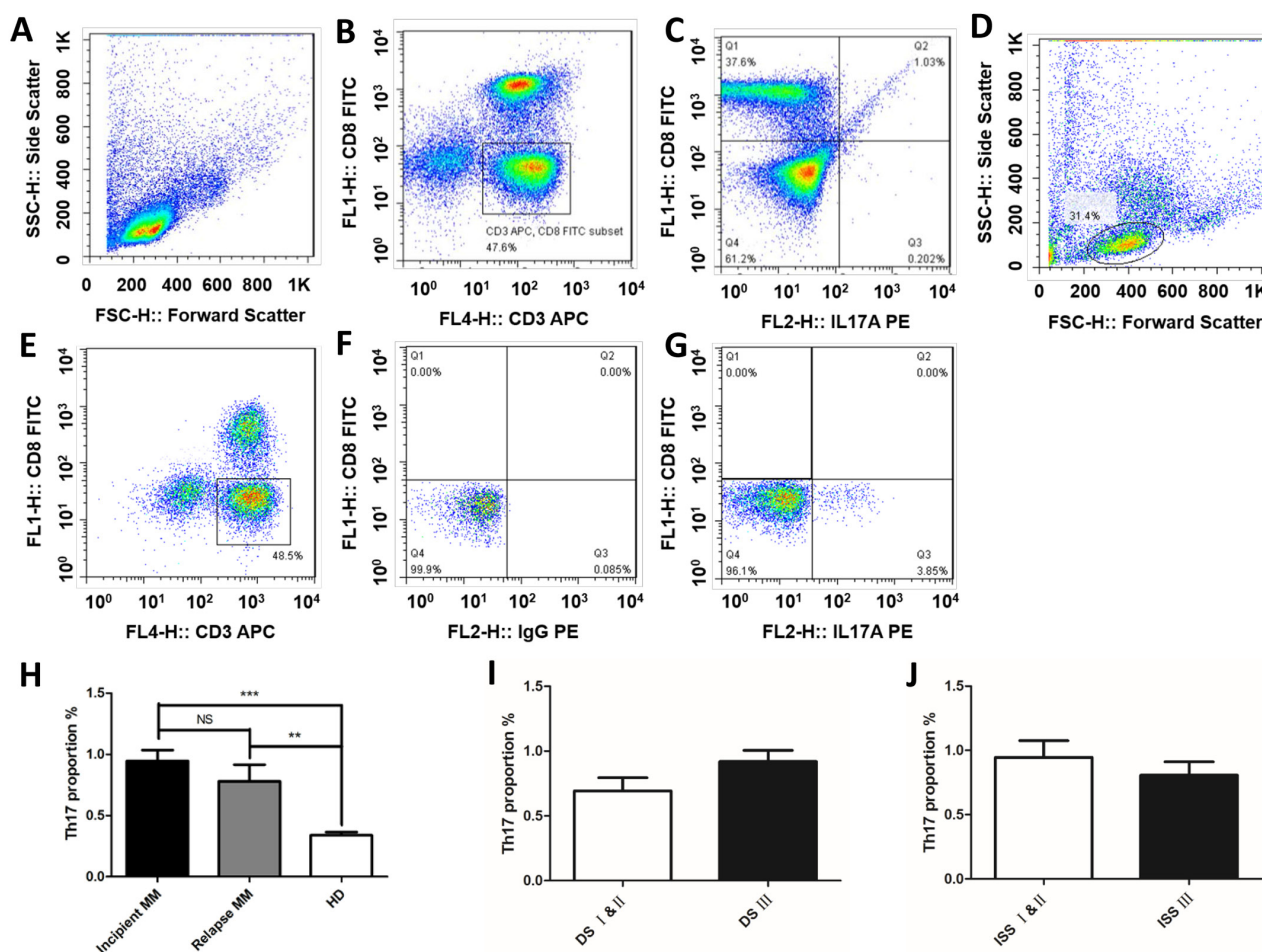 A
SSC-H:: Side Scatter
1K
800
600
400
200
0
0 200 400 600 800 1K
FSC-H:: Forward Scatter
B
FL1-H:: CD8 FITC
10^4
10^3
10^2
10^1
10^0
CD3 APC, CD8 FITC subset
47.6%
10^0 10^1 10^2 10^3 10^4
FL4-H:: CD3 APC
C
FL1-H:: CD8 FITC
10^4
10^3
10^2
10^1
10^0
Q1
37.6%
Q2
1.03%
Q4
61.2%
Q3
0.202%
10^0 10^1 10^2 10^3 10^4
FL2-H:: IL17A PE
D
SSC-H:: Side Scatter
1K
800
600
400
200
0
31.4%
0 200 400 600 800 1K
FSC-H:: Forward Scatter
E
FL1-H:: CD8 FITC
10^4
10^3
10^2
10^1
10^0
48.5%
10^0 10^1 10^2 10^3 10^4
FL4-H:: CD3 APC
F
FL1-H:: CD8 FITC
10^4
10^3
10^2
10^1
10^0
Q1
0.00%
Q2
0.00%
Q4
99.9%
Q3
0.085%
10^0 10^1 10^2 10^3 10^4
FL2-H:: IgG PE
G
FL1-H:: CD8 FITC
10^4
10^3
10^2
10^1
10^0
Q1
0.00%
Q2
0.00%
Q4
96.1%
Q3
3.85%
10^0 10^1 10^2 10^3 10^4
FL2-H:: IL17A PE
H
Th17 proportion %
1.5
1.0
0.5
0.0
***
NS
**
Incipient MM
Relapse MM
HD
I
Th17 proportion %
1.5
1.0
0.5
0.0
DS Ⅰ & Ⅱ
DS Ⅲ
J
Th17 proportion %
1.5
1.0
0.5
0.0
ISS Ⅰ & Ⅱ
ISS Ⅲ